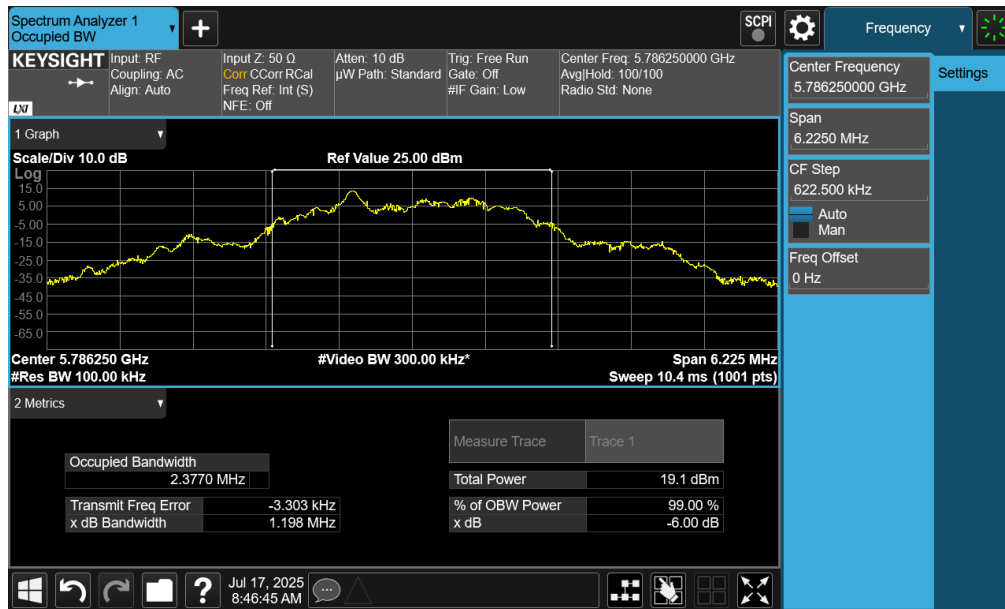 Spectrum Analyzer 1
Occupied BW
+
SCPI
Frequency
KEYSIGHT
LXI
Input: RF
Coupling: AC
Align: Auto
Input Z: 50 Ω
Corr CCorr RCal
Freq Ref: Int (S)
NFE: Off
Atten: 10 dB
µW Path: Standard
Trig: Free Run
Gate: Off
#IF Gain: Low
Center Freq: 5.786250000 GHz
Avg|Hold: 100/100
Radio Std: None
Center Frequency
5.786250000 GHz
Settings
Span
6.2250 MHz
CF Step
622.500 kHz
Auto
Man
Freq Offset
0 Hz
1 Graph
Scale/Div 10.0 dB
Ref Value 25.00 dBm
Log
15.0
5.00
-5.00
-15.0
-25.0
-35.0
-45.0
-55.0
-65.0
Center 5.786250 GHz
#Video BW 300.00 kHz*
Span 6.225 MHz
#Res BW 100.00 kHz
Sweep 10.4 ms (1001 pts)
2 Metrics
Measure Trace
Trace 1
Occupied Bandwidth
2.3770 MHz
Total Power
19.1 dBm
Transmit Freq Error
-3.303 kHz
% of OBW Power
99.00 %
x dB Bandwidth
1.198 MHz
x dB
-6.00 dB
?
Jul 17, 2025
8:46:45 AM